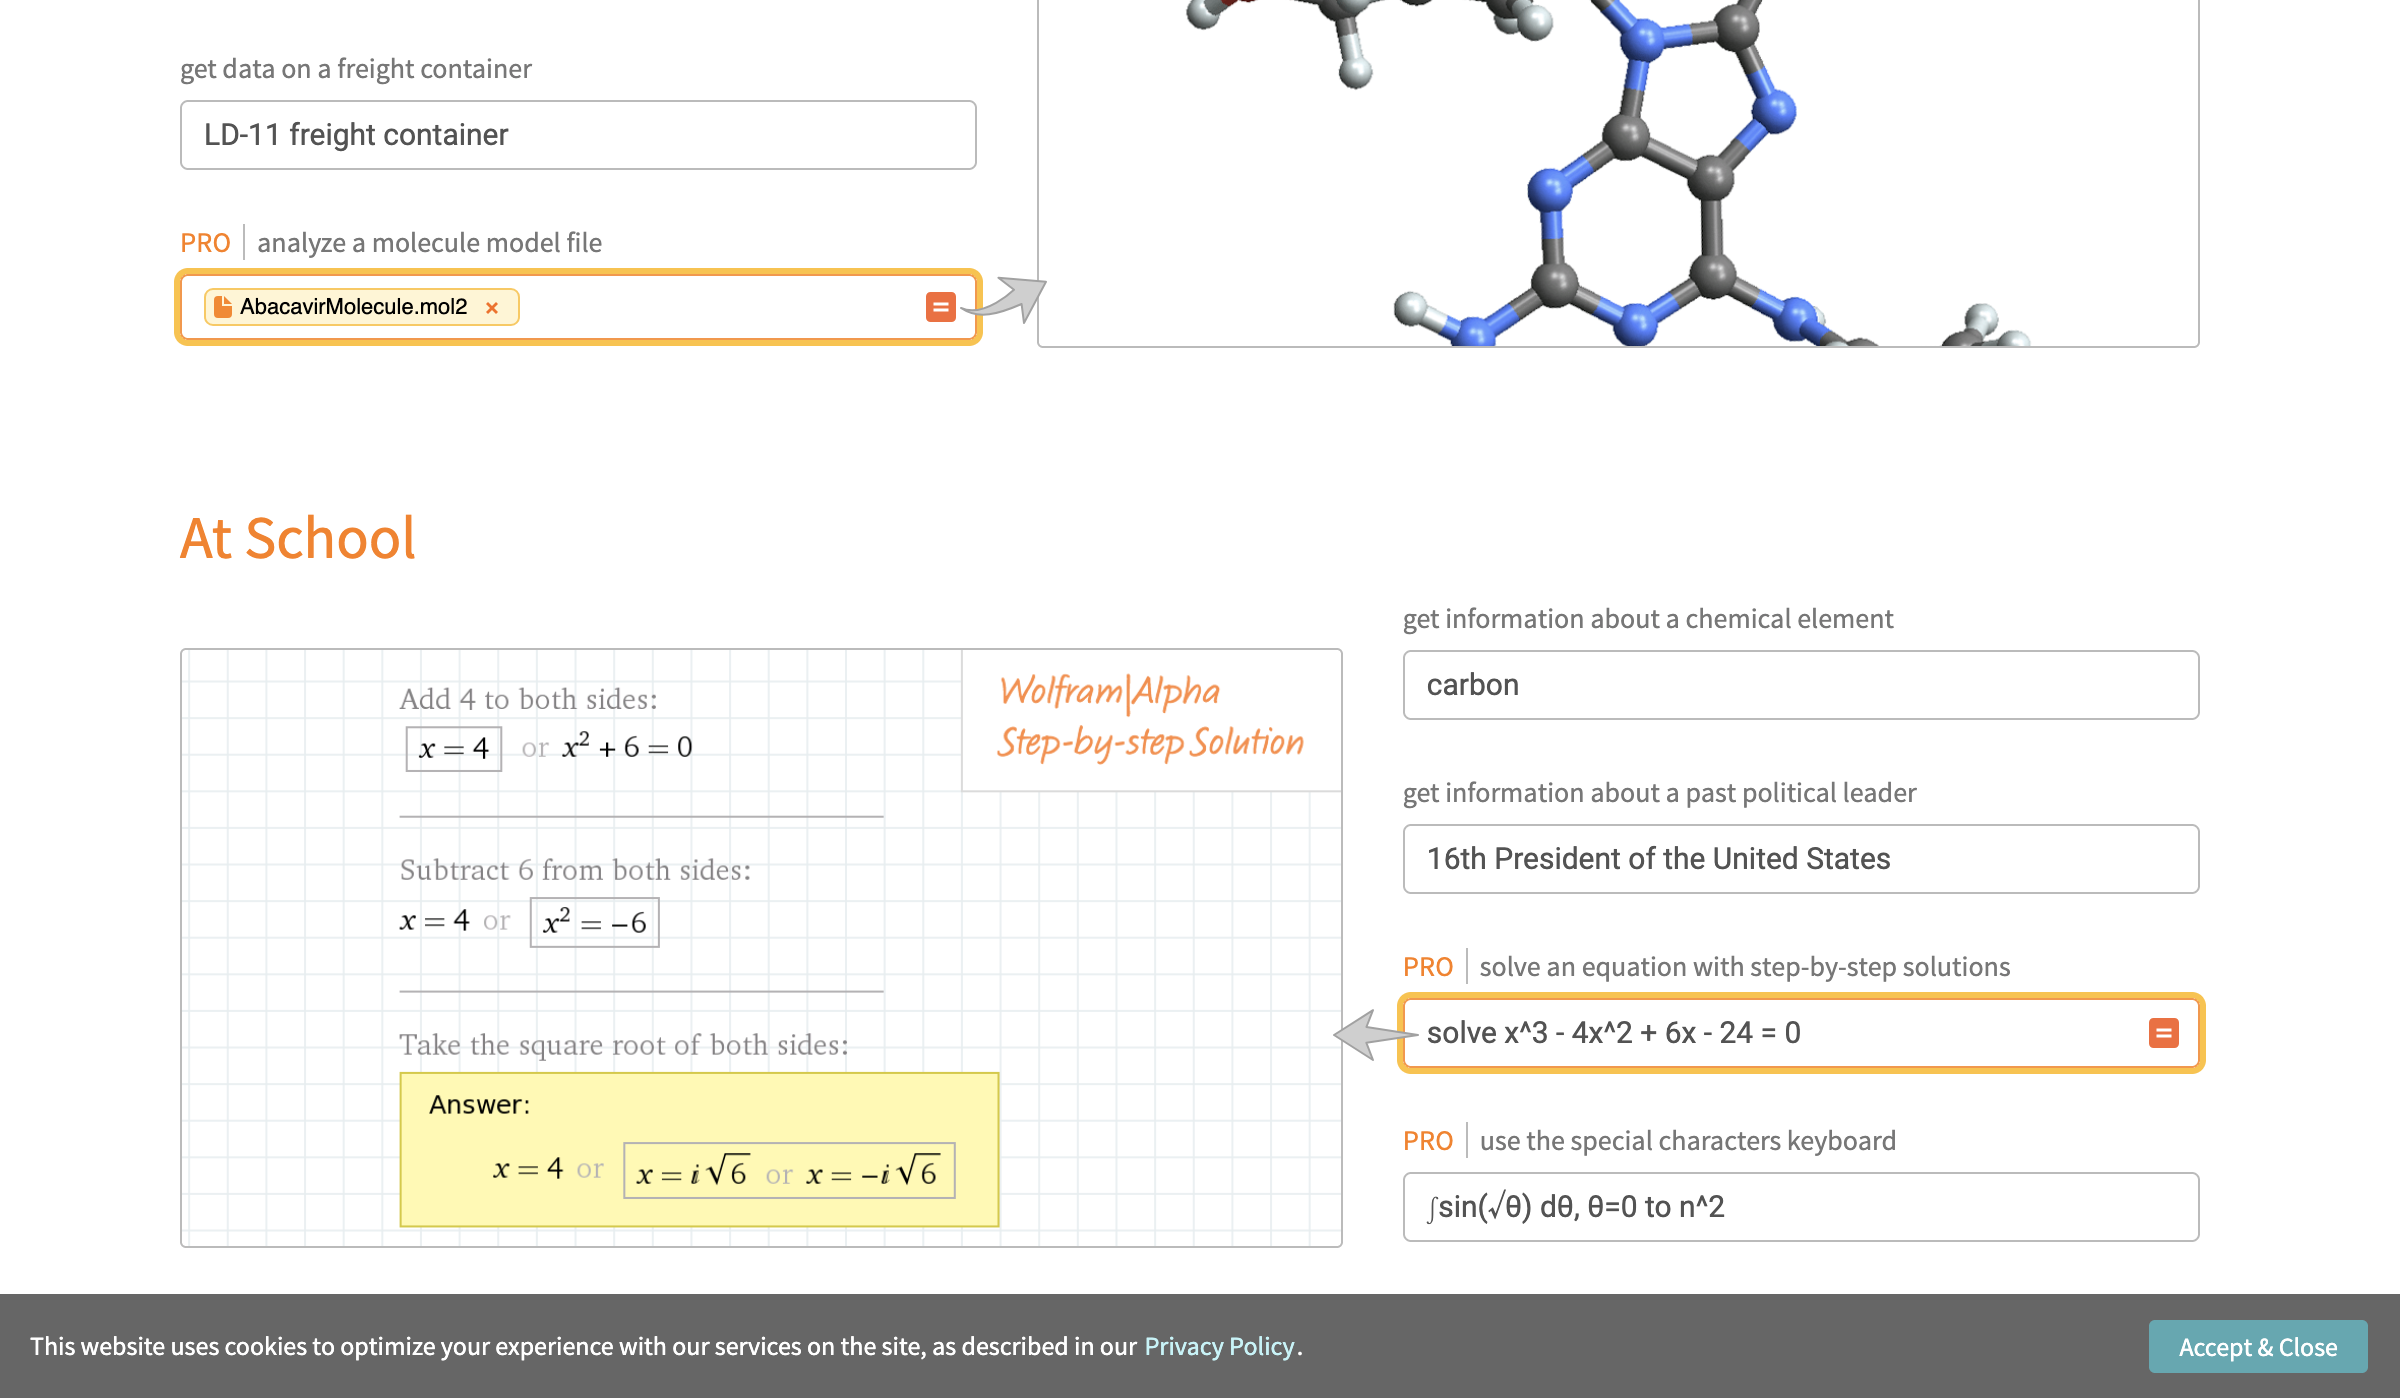 get data on a freight container
LD-11 freight container
PRO | analyze a molecule model file
AbacavirMolecule.mol2 ×
=
At School
Wolfram|Alpha
Step-by-step Solution
Add 4 to both sides:
x = 4 or x² + 6 = 0
Subtract 6 from both sides:
x = 4 or x² = −6
Take the square root of both sides:
Answer:
x = 4 or x = i √6 or x = −i √6
get information about a chemical element
carbon
get information about a past political leader
16th President of the United States
PRO | solve an equation with step-by-step solutions
solve x^3 - 4x^2 + 6x - 24 = 0
=
PRO | use the special characters keyboard
∫sin(√θ) dθ, θ=0 to n^2
This website uses cookies to optimize your experience with our services on the site, as described in our Privacy Policy.
Accept & Close